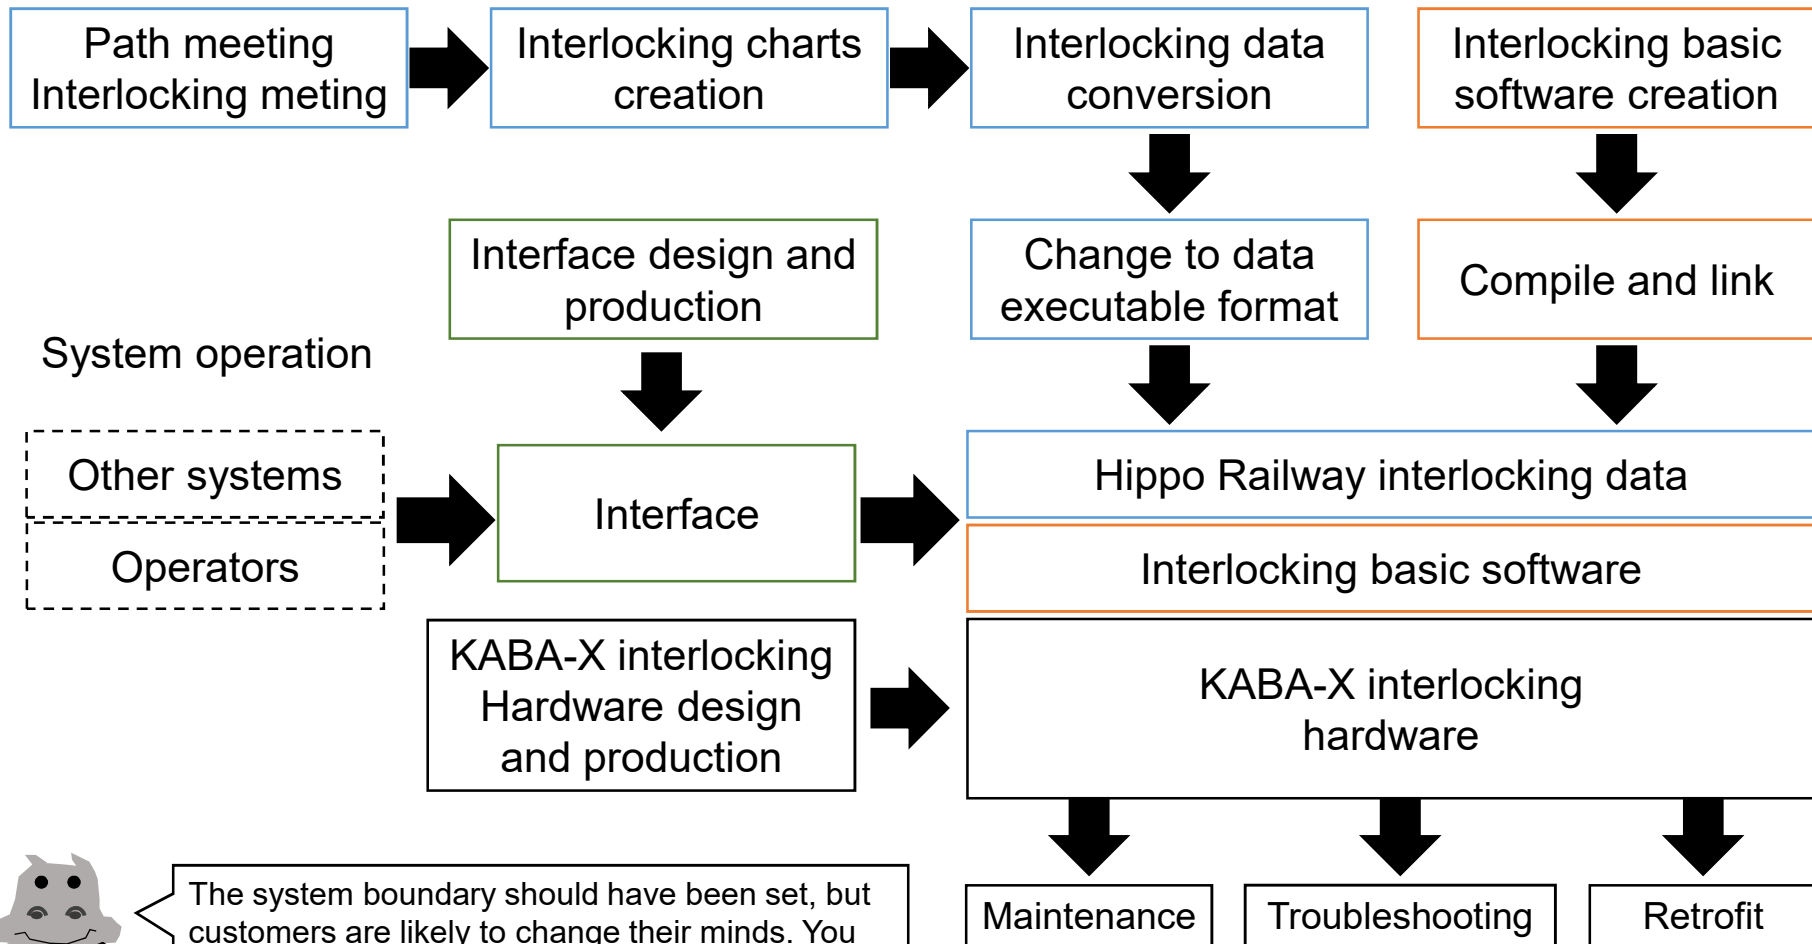 Path meeting
Interlocking meting
Interlocking charts
creation
Interlocking data
conversion
Interlocking basic
software creation
Interface design and
production
Change to data
executable format
Compile and link
System operation
Other systems
Operators
Interface
Hippo Railway interlocking data
Interlocking basic software
KABA-X interlocking
Hardware design
and production
KABA-X interlocking
hardware
The system boundary should have been set, but
customers are likely to change their minds. You
Maintenance
Troubleshooting
Retrofit